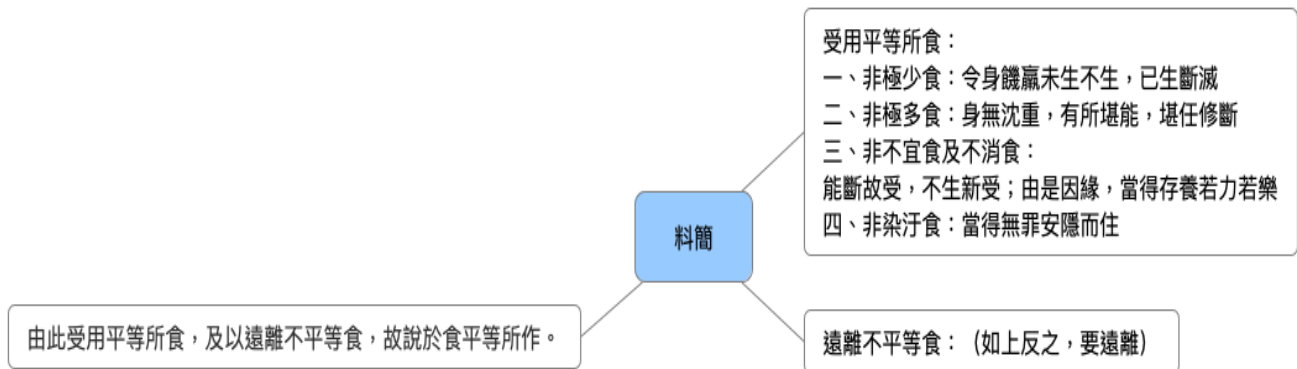 受用平等所食：
一、非極少食：令身饑羸未生不生，已生斷滅
二、非極多食：身無沈重，有所堪能，堪任修斷
三、非不宜食及不消食：
能斷故受，不生新受；由是因緣，當得存養若力若樂
四、非染汙食：當得無罪安隱而住
料簡
由此受用平等所食，及以遠離不平等食，故說於食平等所作。
遠離不平等食：（如上反之，要遠離）